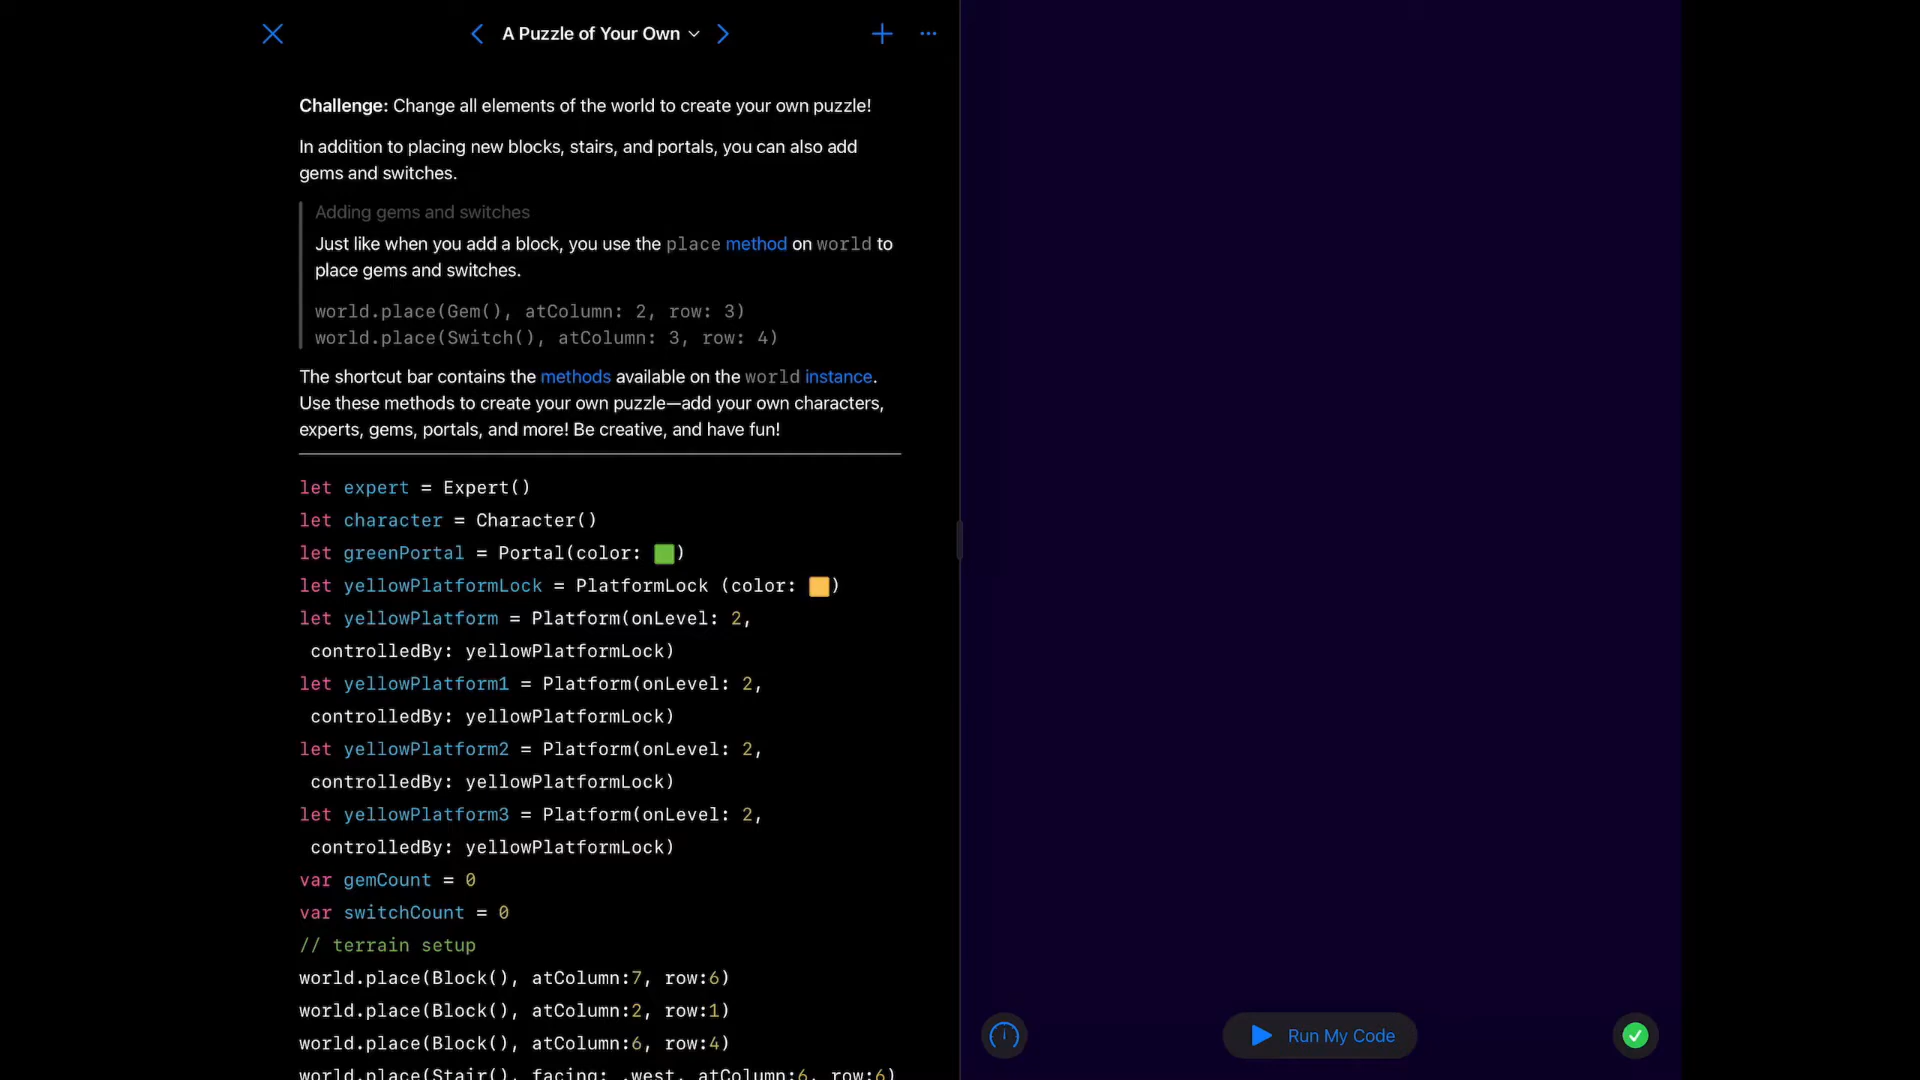 A Puzzle of Your Own
Challenge: Change all elements of the world to create your own puzzle!
In addition to placing new blocks, stairs, and portals, you can also add
gems and switches.
Adding gems and switches
Just like when you add a block, you use the place method on world to
place gems and switches.
world.place(Gem(), atColumn: 2, row: 3)
world.place(Switch(), atColumn: 3, row: 4)
The shortcut bar contains the methods available on the world instance.
Use these methods to create your own puzzle—add your own characters,
experts, gems, portals, and more! Be creative, and have fun!
let expert = Expert()
let character = Character()
let greenPortal = Portal(color: )
let yellowPlatformLock = PlatformLock (color: )
let yellowPlatform = Platform(onLevel: 2,
controlledBy: yellowPlatformLock)
let yellowPlatform1 = Platform(onLevel: 2,
controlledBy: yellowPlatformLock)
let yellowPlatform2 = Platform(onLevel: 2,
controlledBy: yellowPlatformLock)
let yellowPlatform3 = Platform(onLevel: 2,
controlledBy: yellowPlatformLock)
var gemCount = 0
var switchCount = 0
// terrain setup
world.place(Block(), atColumn:7, row:6)
world.place(Block(), atColumn:2, row:1)
world.place(Block(), atColumn:6, row:4)
world.place(Stair(), facing: .west, atColumn:6, row:6)
Run My Code